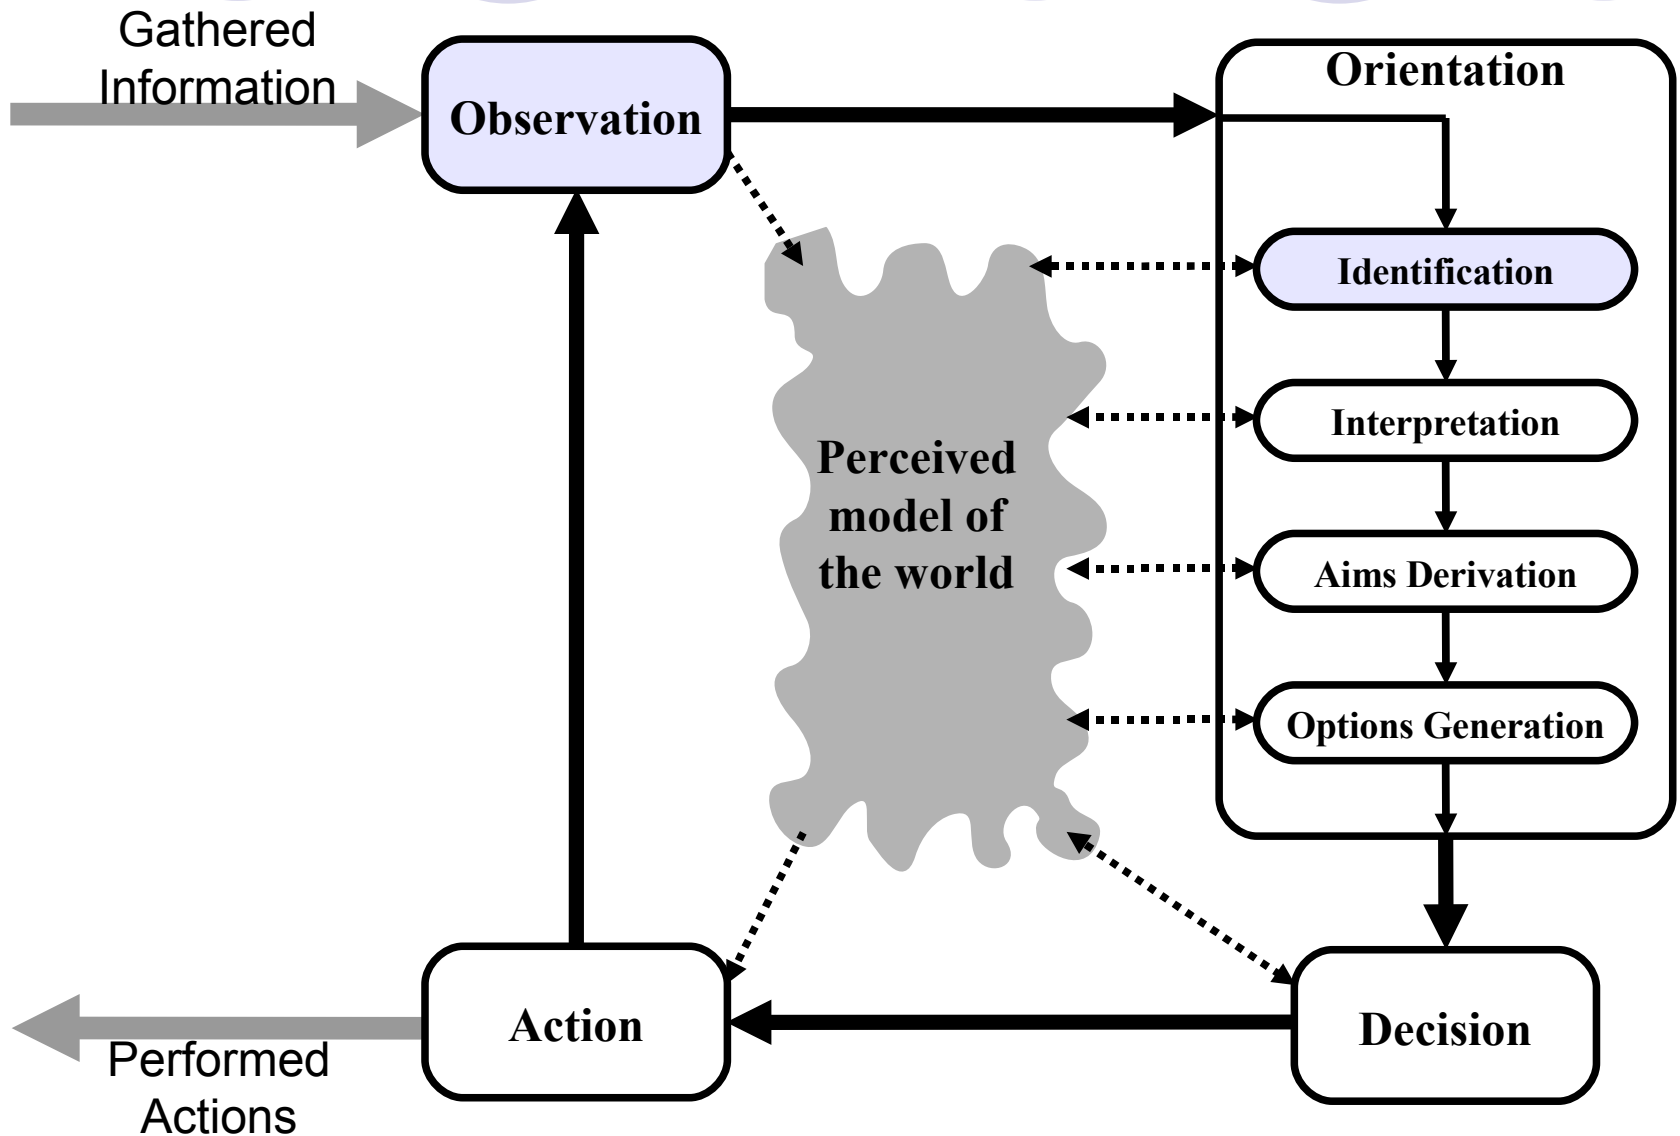 Gathered
Information
Observation
Orientation
Identification
Interpretation
Aims Derivation
Options Generation
Perceived
model of
the world
Action
Decision
Performed
Actions